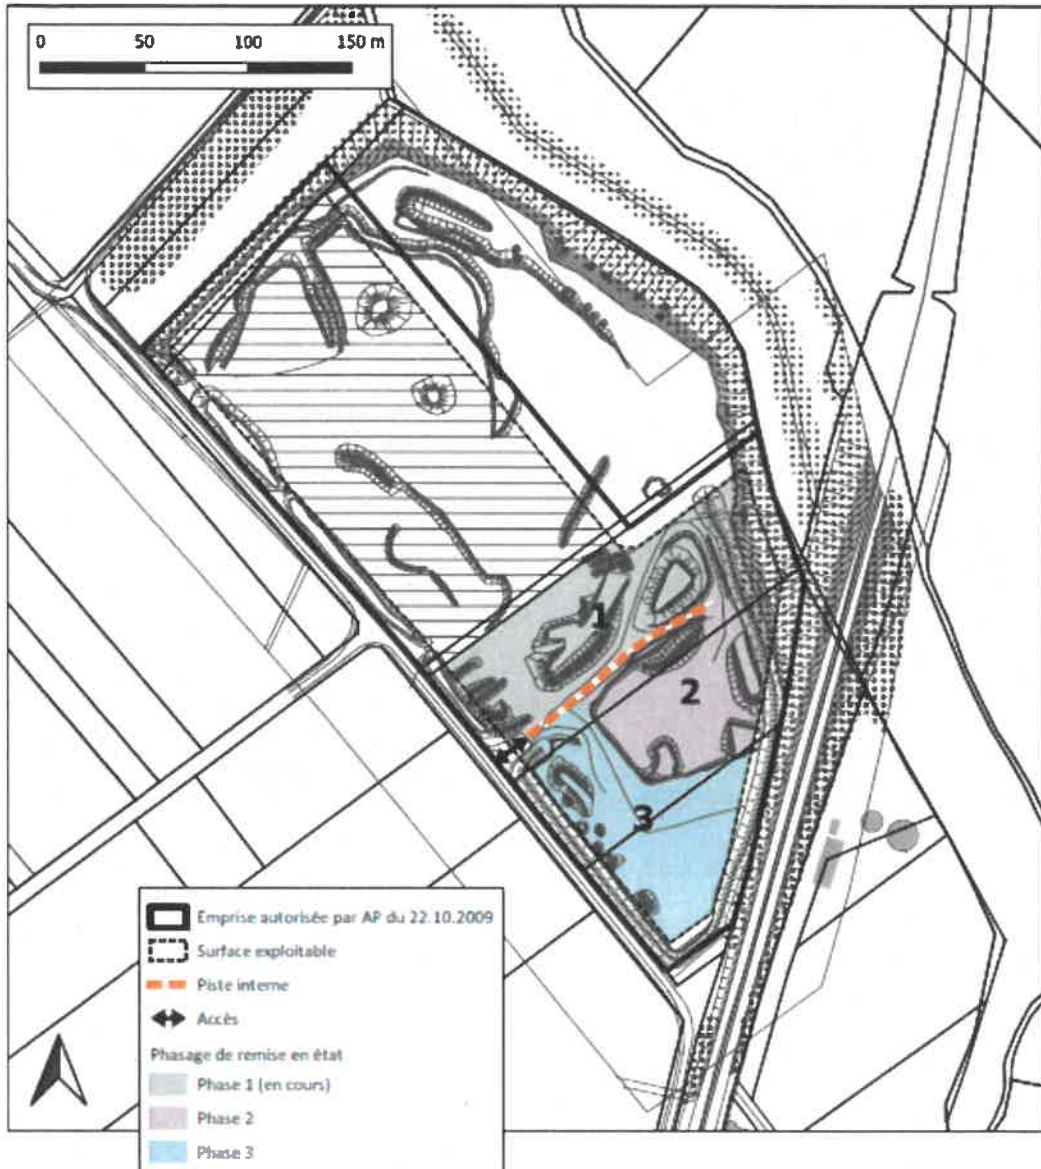 0 50 100 150 m
1
2
3
Emprise autorisée par AP du 22.10.2009
Surface exploitable
Piste interne
Accès
Phasage de remise en état
Phase 1 (en cours)
Phase 2
Phase 3